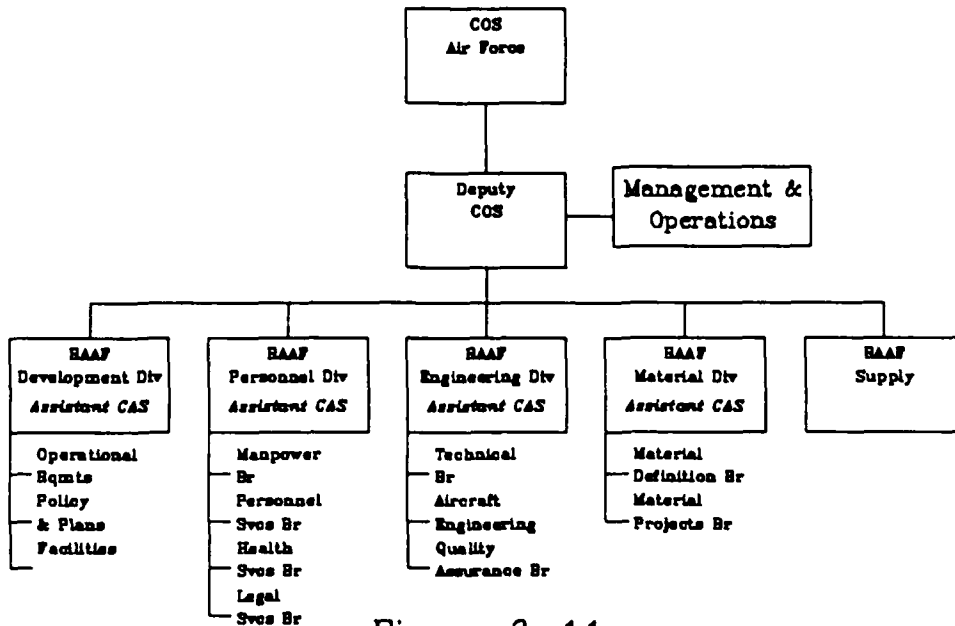 COS
Air Force
Deputy
COS
Management &
Operations
RAAF
Development Div
Assistant CAS
RAAF
Personnel Div
Assistant CAS
RAAF
Engineering Div
Assistant CAS
RAAF
Material Div
Assistant CAS
RAAF
Supply
Operational
Rqmts
Policy
& Plans
Facilities
Manpower
Br
Personnel
Svcs Br
Health
Svcs Br
Legal
Svcs Br
Technical
Br
Aircraft
Engineering
Quality
Assurance Br
Material
Definition Br
Material
Projects Br